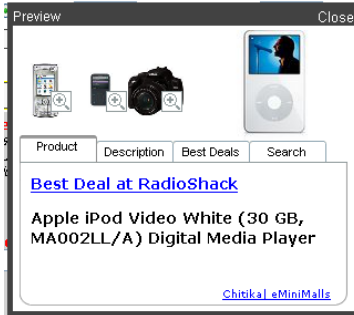 Preview Close
Product Description Best Deals Search
Best Deal at RadioShack
Apple iPod Video White (30 GB,
MA002LL/A) Digital Media Player
Chitika| eMiniMalls